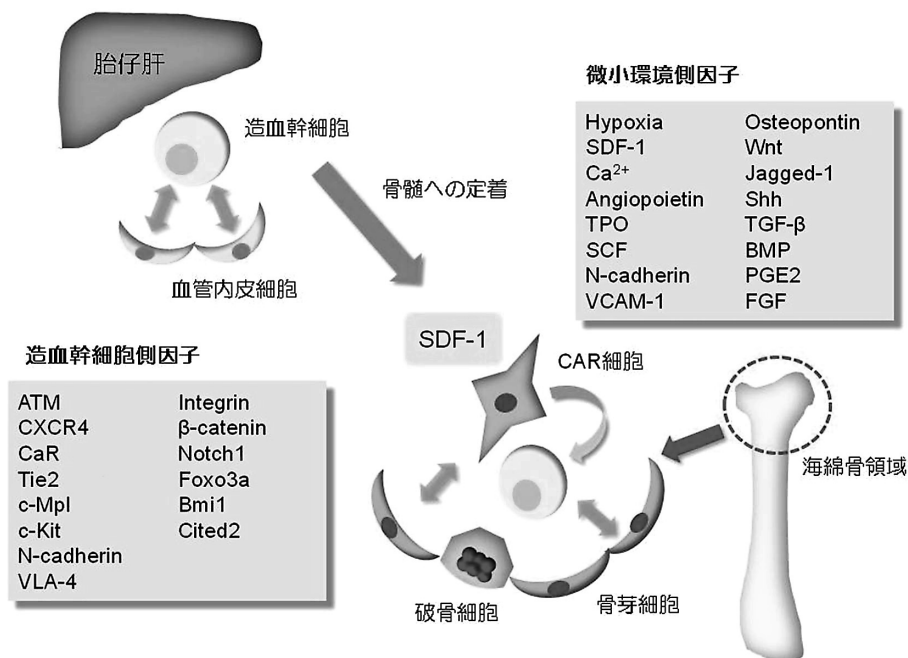 胎仔肝
造血幹細胞
血管内皮細胞
骨髄への定着
微小環境側因子
Hypoxia
SDF-1
Ca²⁺
Angiopoietin
TPO
SCF
N-cadherin
VCAM-1
Osteopontin
Wnt
Jagged-1
Shh
TGF-β
BMP
PGE2
FGF
造血幹細胞側因子
ATM
CXCR4
CaR
Tie2
c-Mpl
c-Kit
N-cadherin
VLA-4
Integrin
β-catenin
Notch1
Foxo3a
Bmi1
Cited2
SDF-1
CAR細胞
海綿骨領域
破骨細胞
骨芽細胞